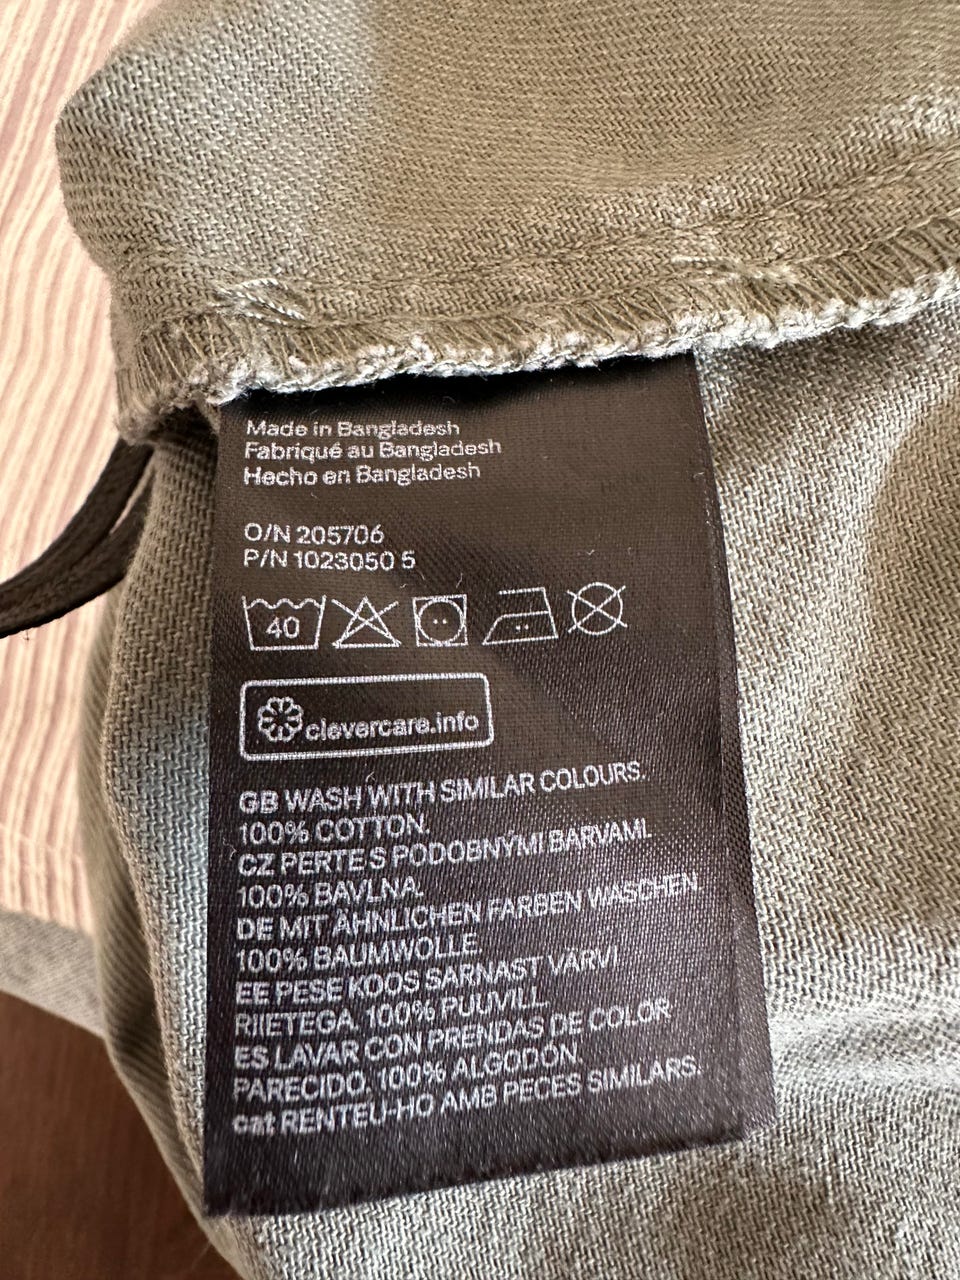 Made in Bangladesh
Fabriqué au Bangladesh
Hecho en Bangladesh
O/N 205706
P/N 1023050 5
40
clevercare.info
GB WASH WITH SIMILAR COLOURS.
100% COTTON.
CZ PERTE S PODOBNÝMI BARVAMI.
100% BAVLNA.
DE MIT ÄHNLICHEN FARBEN WASCHEN.
100% BAUMWOLLE.
EE PESE KOOS SARNAST VÄRVI
RIIETEGA. 100% PUUVILL.
ES LAVAR CON PRENDAS DE COLOR
PARECIDO. 100% ALGODÓN.
cat RENTEU-HO AMB PECES SIMILARS.